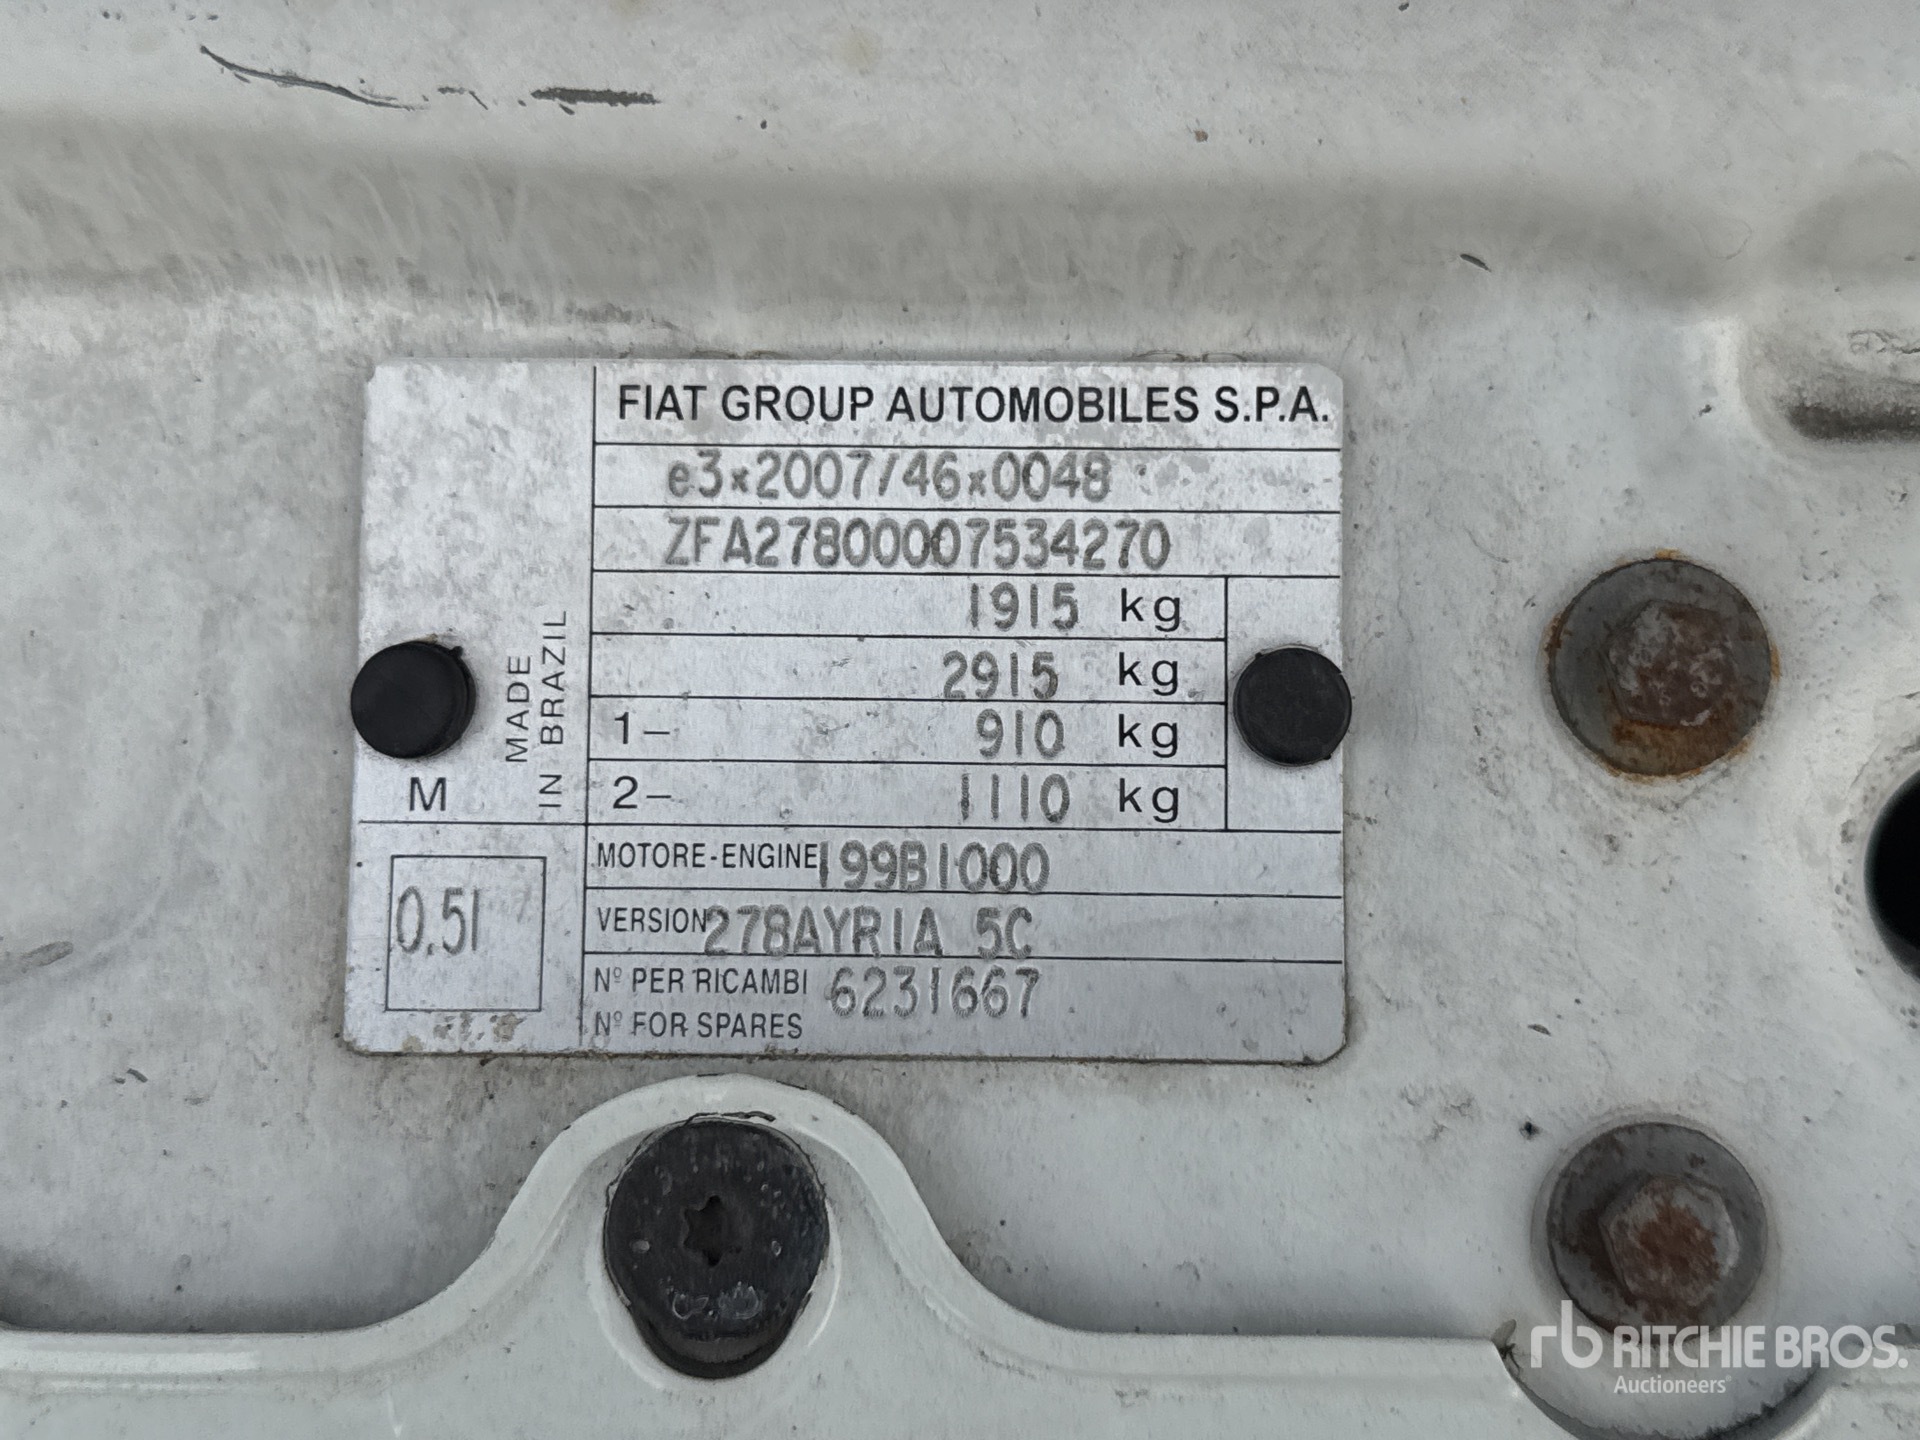 FIAT GROUP AUTOMOBILES S.P.A.
e3*2007/46*0048
ZFA27800007534270
1915 kg
2915 kg
1- 910 kg
2- 1110 kg
MADE
IN BRAZIL
M
0.51
MOTORE-ENGINE 199B1000
VERSION 278AYR1A 5C
Nº PER RICAMBI 6231667
Nº FOR SPARES
rb RITCHIE BROS.
Auctioneers